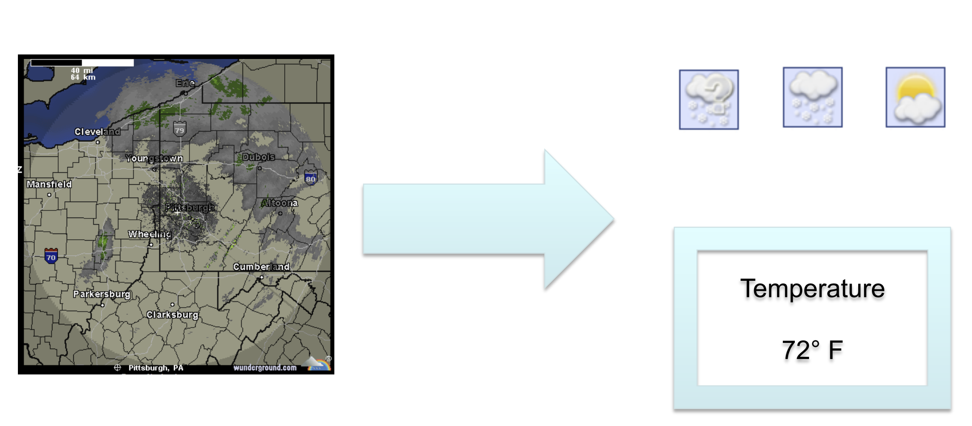 40 mi
64 km
Erie
79
Cleveland
Youngstown
Dubois
80
Z
Mansfield
Pittsburgh
Altoona
Wheeling
70
Cumberland
Parkersburg
Clarksburg
Pittsburgh, PA
wunderground.com
?
Temperature
72° F